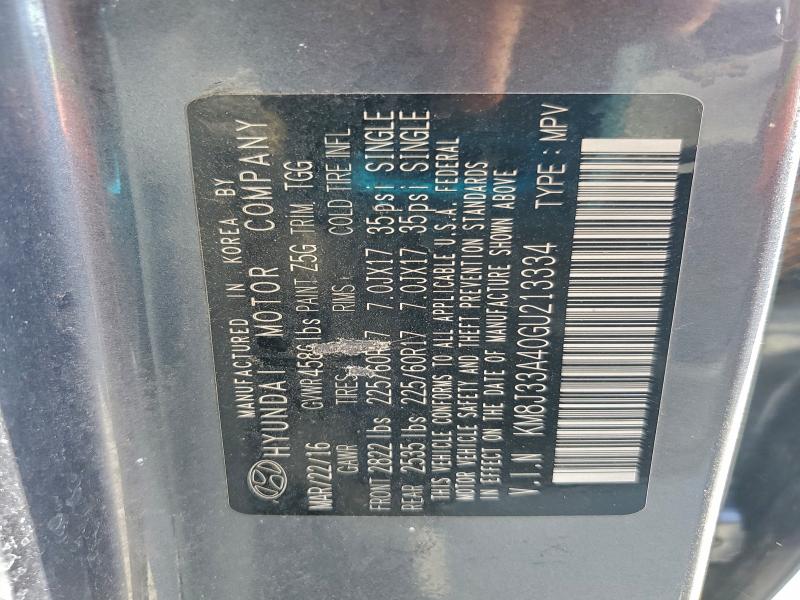 MANUFACTURED IN KOREA BY
HYUNDAI MOTOR COMPANY
MAR/22/16 GVWR4586lbs PAINT Z5G TRIM TGG
GAWR TIRES RIMS: COLD TIRE INFL
FRONT 2822 lbs 225/60R17 7.0JX17 35psi SINGLE
REAR 2535 lbs 225/60R17 7.0JX17 35psi SINGLE
THIS VEHICLE CONFORMS TO ALL APPLICABLE U.S.A. FEDERAL
MOTOR VEHICLE SAFETY AND THEFT PREVENTION STANDARDS
IN EFFECT ON THE DATE OF MANUFACTURE SHOWN ABOVE
V.I.N KM8J33A40GU213334 TYPE : MPV